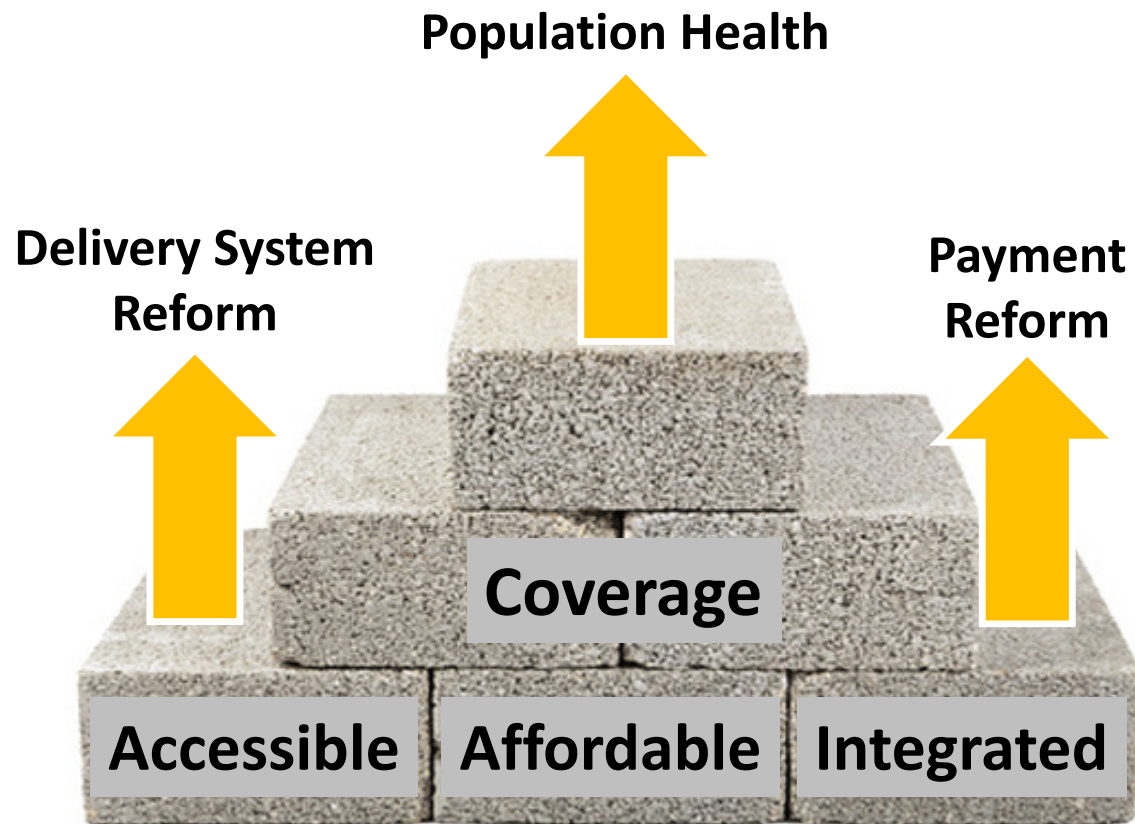 Population Health
Delivery System
Reform
Payment
Reform
Coverage
Accessible
Affordable
Integrated